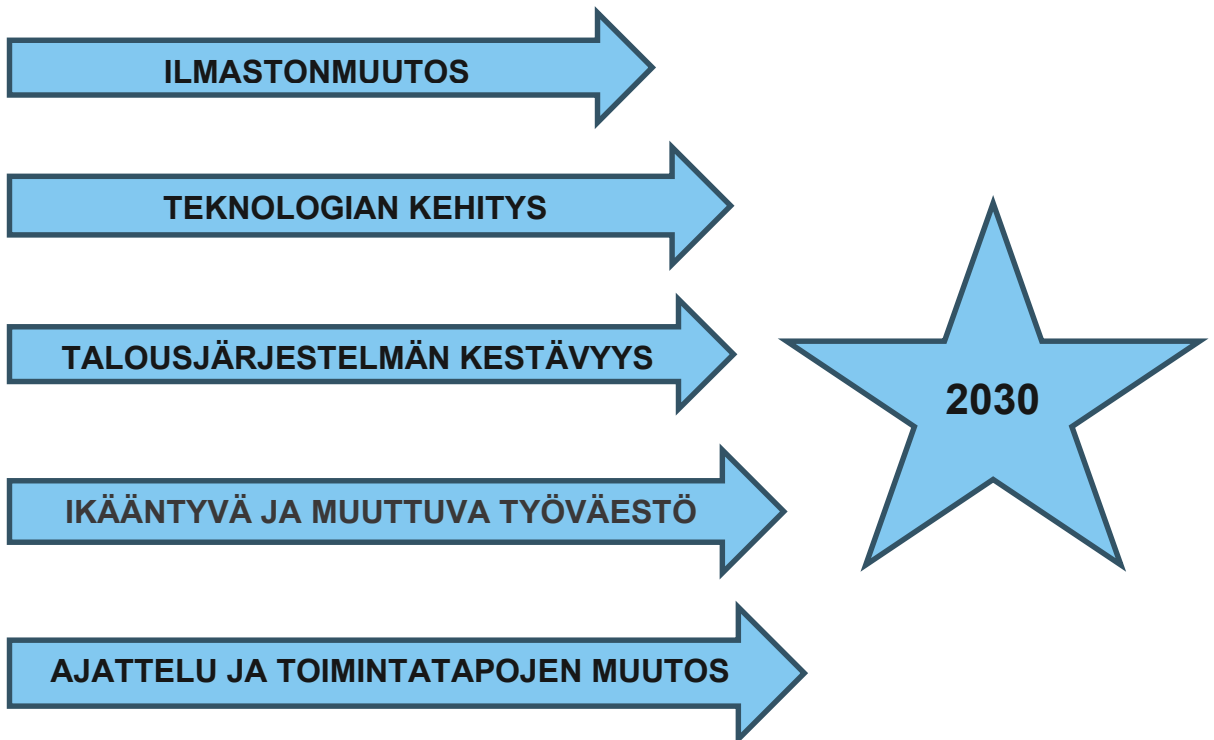 ILMASTONMUUTOS
TEKNOLOGIAN KEHITYS
TALOUSJÄRJESTELMÄN KESTÄVYYS
2030
IKÄÄNTYVÄ JA MUUTTUVA TYÖVÄESTÖ
AJATTELU JA TOIMINTATAPOJEN MUUTOS